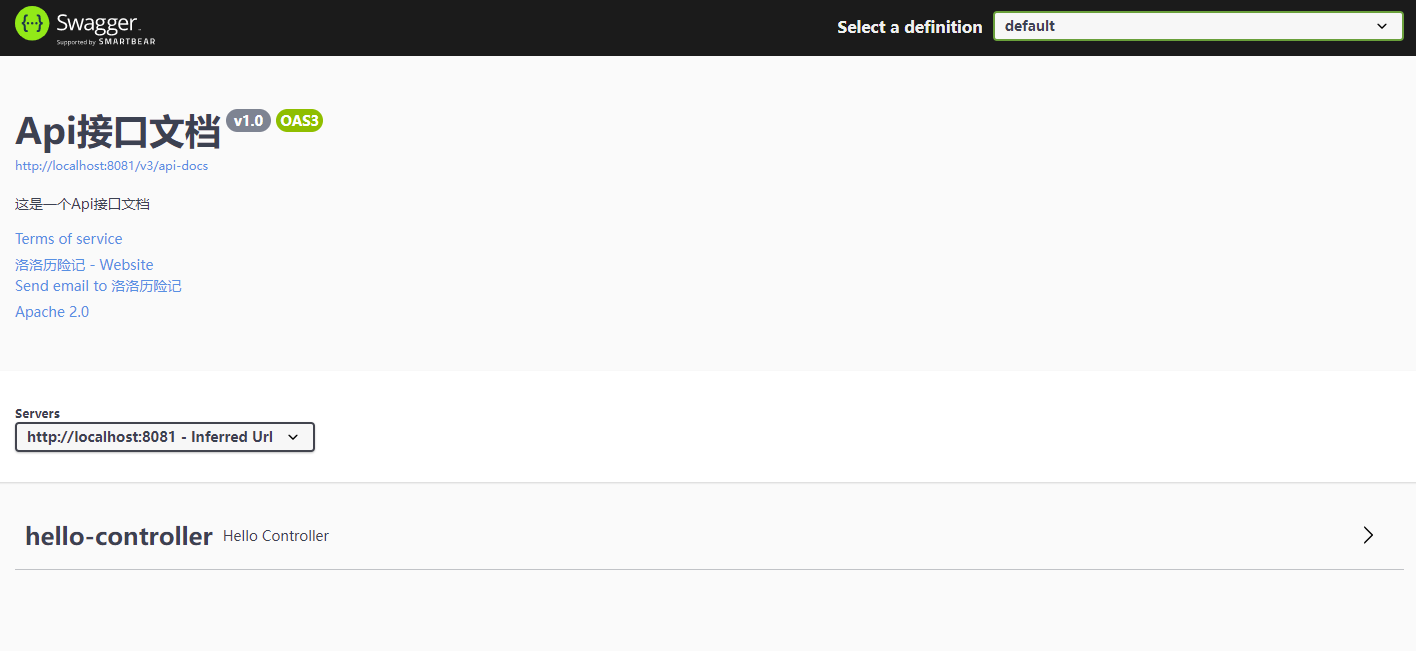 Swagger
Supported by SMARTBEAR
Select a definition
default
Api接口文档 v1.0 OAS3
http://localhost:8081/v3/api-docs
这是一个Api接口文档
Terms of service
洛洛历险记 - Website
Send email to 洛洛历险记
Apache 2.0
Servers
http://localhost:8081 - Inferred Url
hello-controller Hello Controller